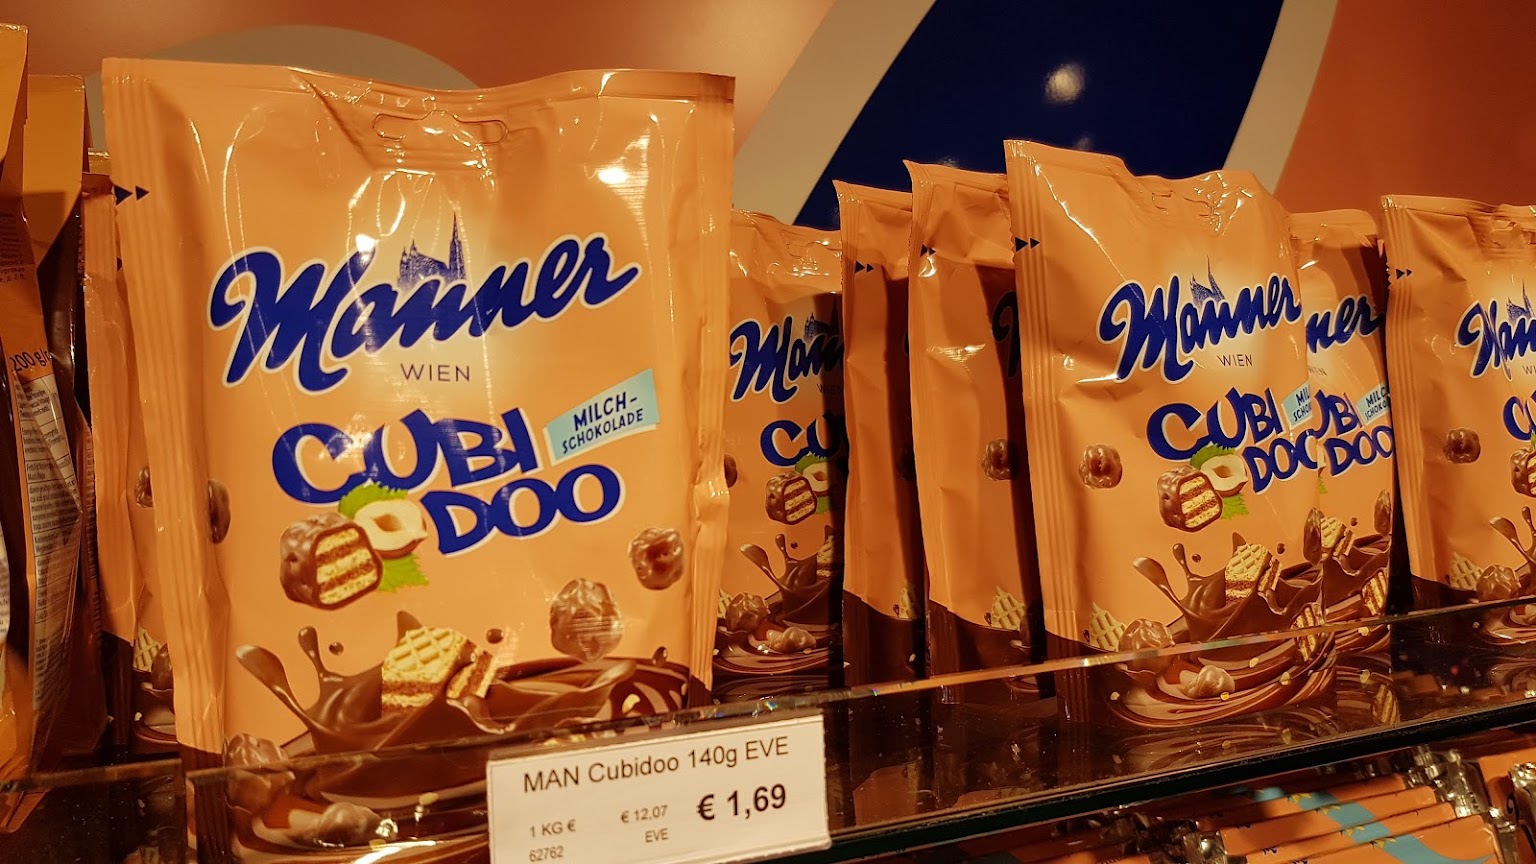 Manner
WIEN
CUBI
DOO
MILCH-
SCHOKOLADE
Manner
WIEN
CUBI
DOO
MILCH-
SCHOKOLADE
200 g
MAN Cubidoo 140g EVE
1 KG € € 12,07 € 1,69
62762 EVE